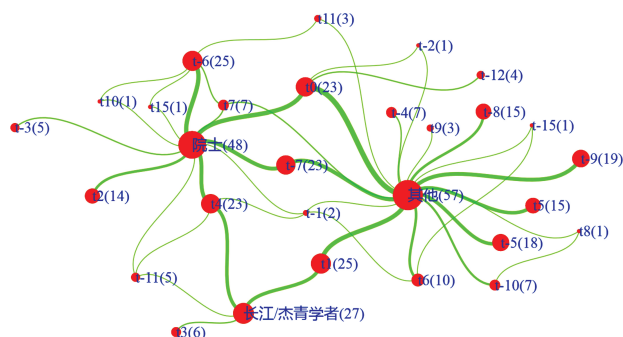 t11(3)
t-2(1)
t-6(25)
t-12(4)
t0(23)
t10(1)
t15(1)
t7(7)
t-4(7)
t-8(15)
t-3(5)
t9(3)
t-15(1)
院士(48)
t-7(23)
t-9(19)
t2(14)
其他(57)
t4(23)
t-1(2)
t5(15)
t8(1)
t-5(18)
t1(25)
t-11(5)
t6(10)
t-10(7)
长江/杰青学者(27)
t3(6)